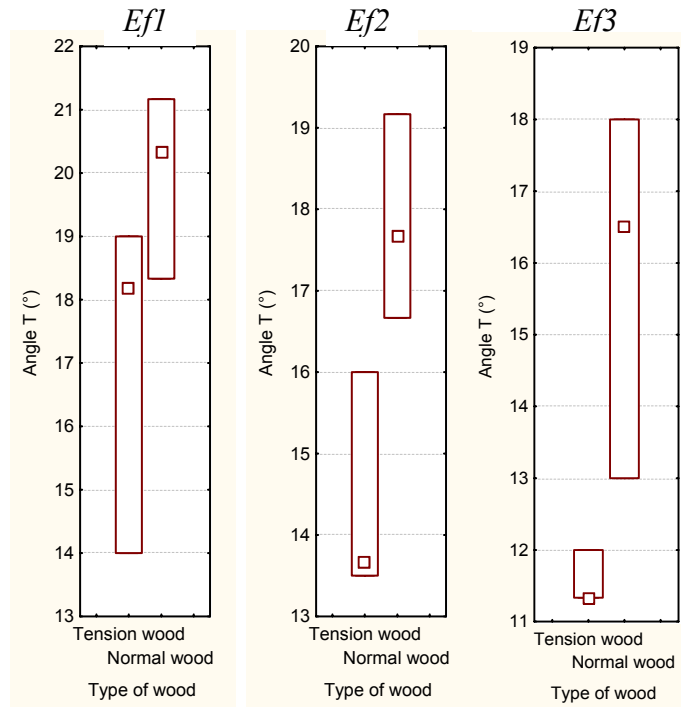 Ef1
22
21
20
19
18
17
16
15
14
13
Angle T (°)
Tension wood
Normal wood
Type of wood
Ef2
20
19
18
17
16
15
14
13
Angle T (°)
Tension wood
Normal wood
Type of wood
Ef3
19
18
17
16
15
14
13
12
11
Angle T (°)
Tension wood
Normal wood
Type of wood